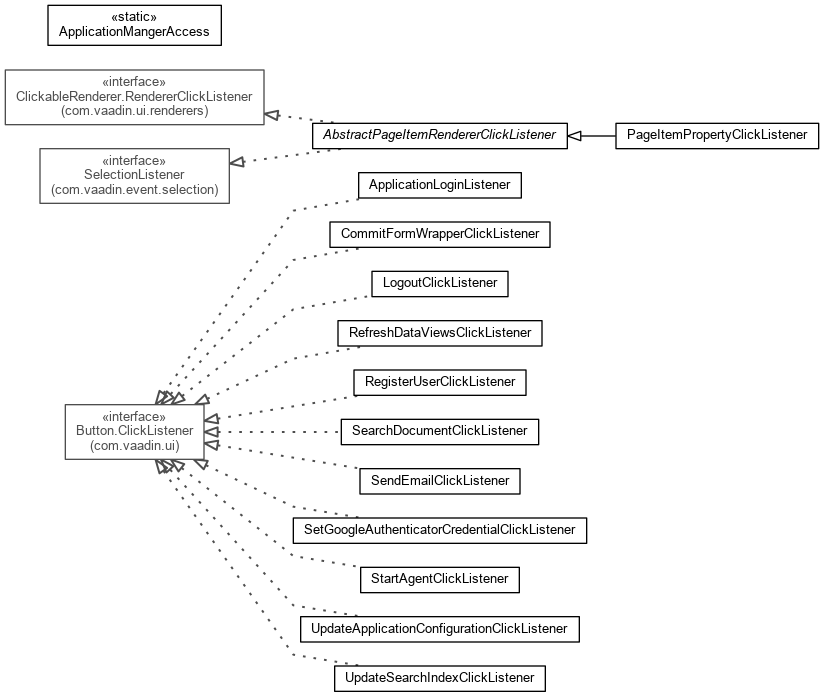 «static»
ApplicationMangerAccess
«interface»
ClickableRenderer.RendererClickListener
(com.vaadin.ui.renderers)
AbstractPageItemRendererClickListener
PageItemPropertyClickListener
«interface»
SelectionListener
(com.vaadin.event.selection)
ApplicationLoginListener
CommitFormWrapperClickListener
LogoutClickListener
RefreshDataViewsClickListener
RegisterUserClickListener
«interface»
Button.ClickListener
(com.vaadin.ui)
SearchDocumentClickListener
SendEmailClickListener
SetGoogleAuthenticatorCredentialClickListener
StartAgentClickListener
UpdateApplicationConfigurationClickListener
UpdateSearchIndexClickListener